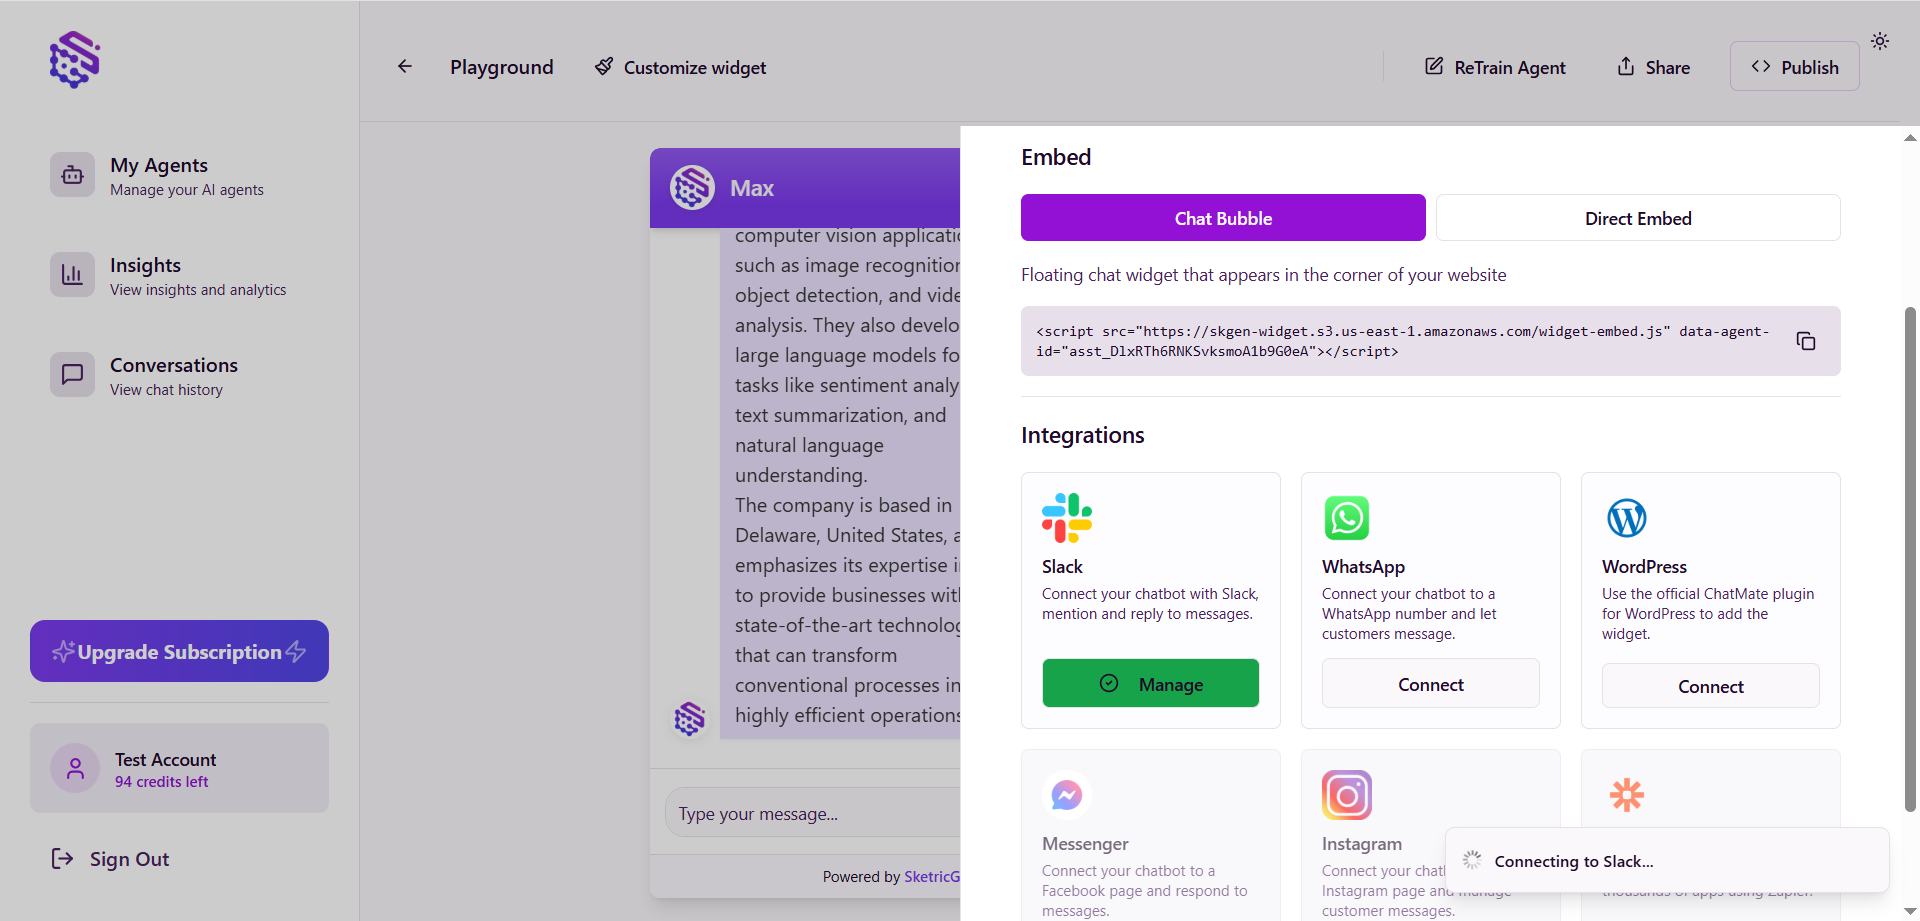 Playground
Customize widget
ReTrain Agent
Share
Publish
My Agents
Manage your AI agents
Insights
View insights and analytics
Conversations
View chat history
Upgrade Subscription
Test Account
94 credits left
Sign Out
Max
computer vision
such as image recognition
object detection, and
analysis. They also
large language models
tasks like sentiment
text summarization, and
natural language
understanding.
The company is based in
Delaware, United States,
emphasizes its expertise
to provide businesses
state-of-the-art
that can transform
conventional processes in
highly efficient operations
Type your message...
Powered by SketricG
Embed
Chat Bubble
Direct Embed
Floating chat widget that appears in the corner of your website
<script src="https://skgen-widget.s3.us-east-1.amazonaws.com/widget-embed.js" data-agent-
id="asst_DlxRTh6RNKSvksmoA1b9G0eA"></script>
Integrations
Slack
Connect your chatbot with Slack,
mention and reply to messages.
Manage
WhatsApp
Connect your chatbot to a
WhatsApp number and let
customers message.
Connect
WordPress
Use the official ChatMate plugin
for WordPress to add the
widget.
Connect
Messenger
Connect your chatbot to a
Facebook page and respond to
messages.
Instagram
Connect your
Instagram page and manage
customer messages.
thousands of apps using Zapier.
Connecting to Slack...